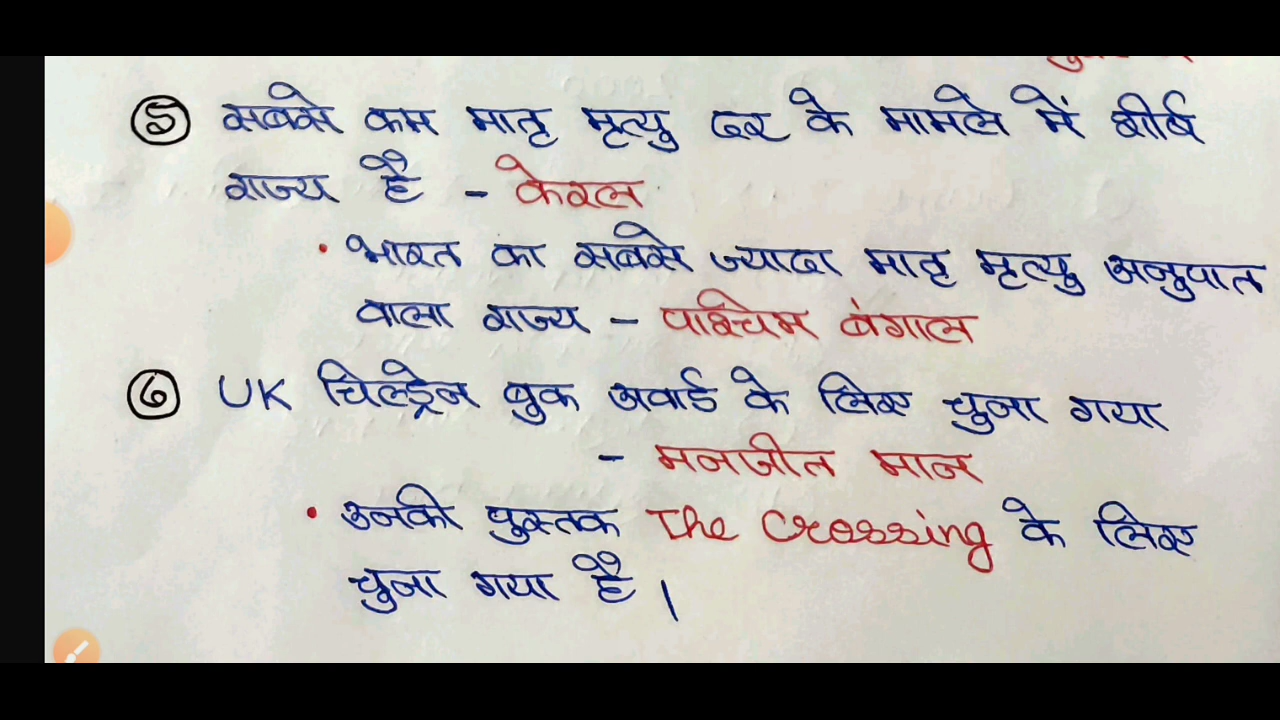 ⑤ सबसे कम मातृ मृत्यु दर के मामले में शीर्ष
राज्य है - केरल
• भारत का सबसे ज्यादा मातृ मृत्यु अनुपात
वाला राज्य - पश्चिम बंगाल
⑥ UK चिल्ड्रेन बुक अवार्ड के लिए चुना गया
- मनजीत मान
• उनकी पुस्तक The Crossing के लिए
चुना गया है ।